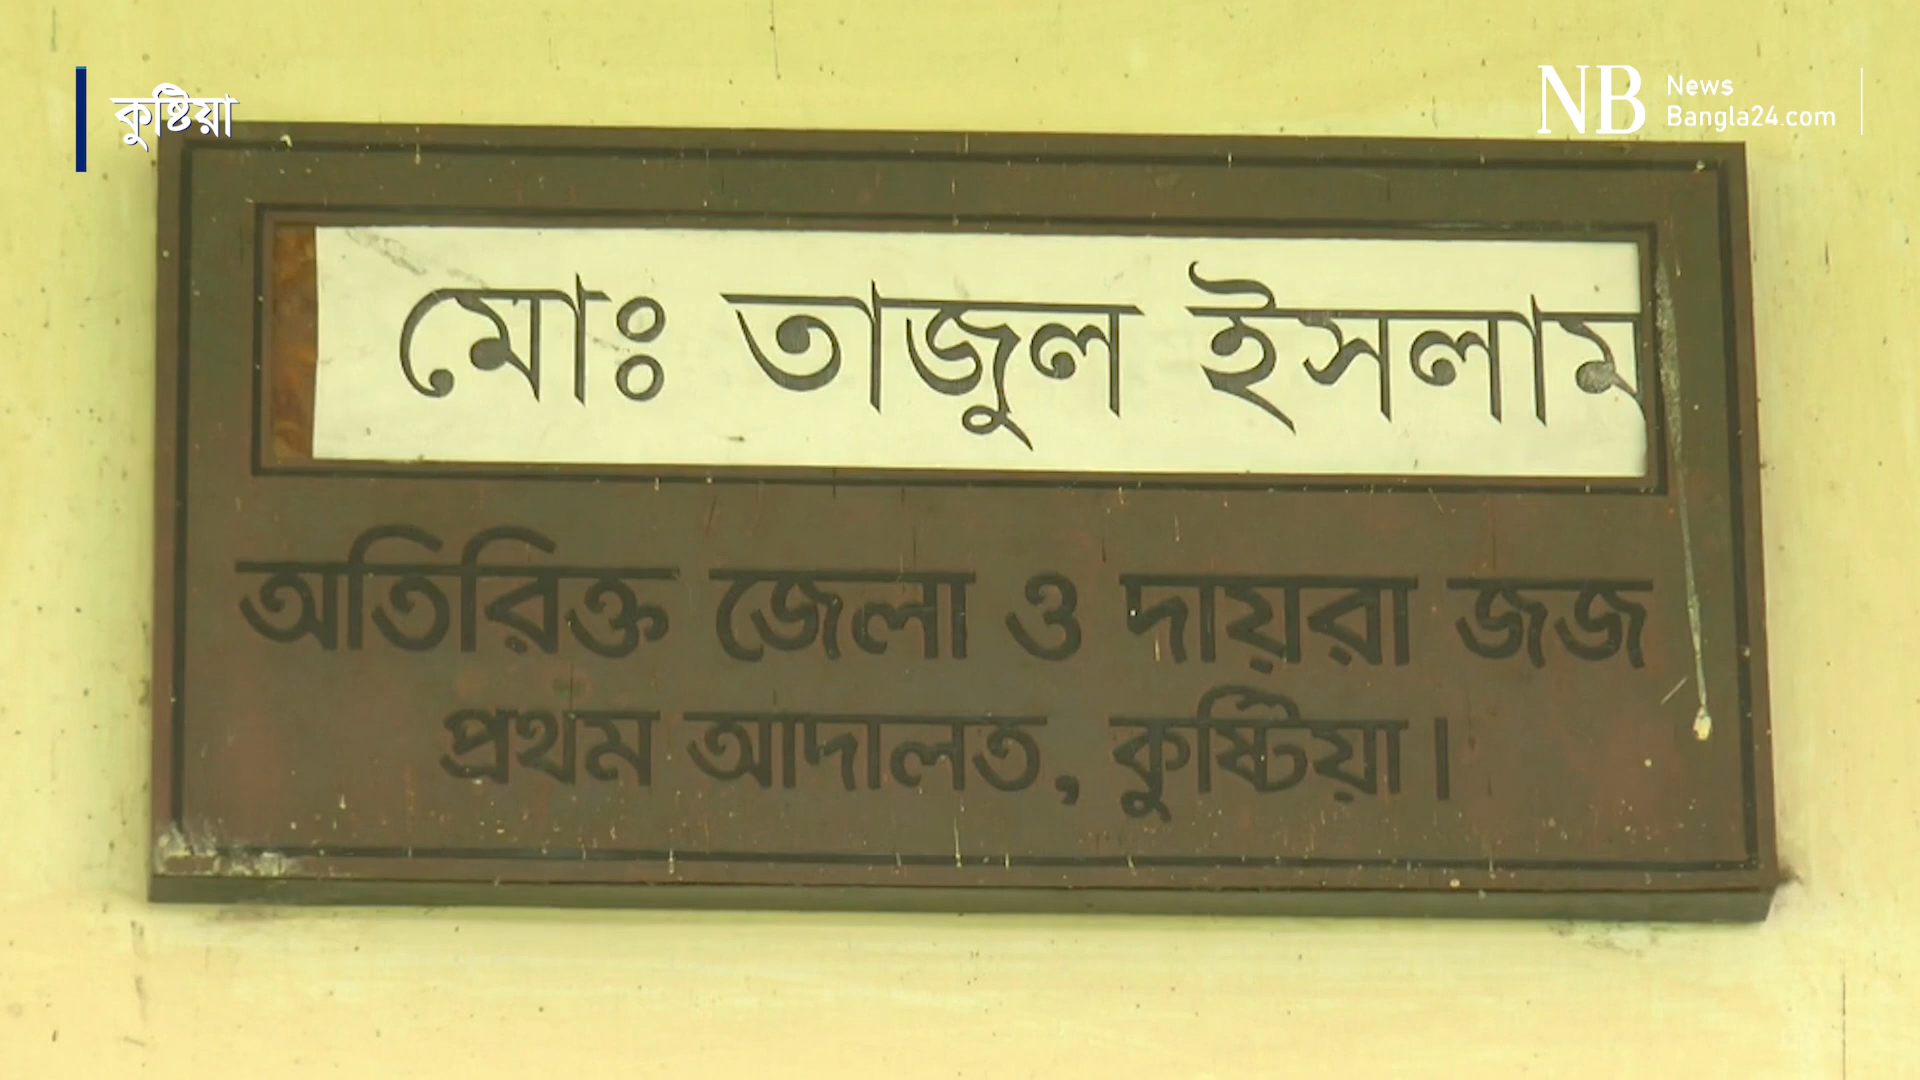 কুষ্টিয়া
NB News
Bangla24.com
মোঃ তাজুল ইসলাম
অতিরিক্ত জেলা ও দায়রা জজ
প্রথম আদালত, কুষ্টিয়া।